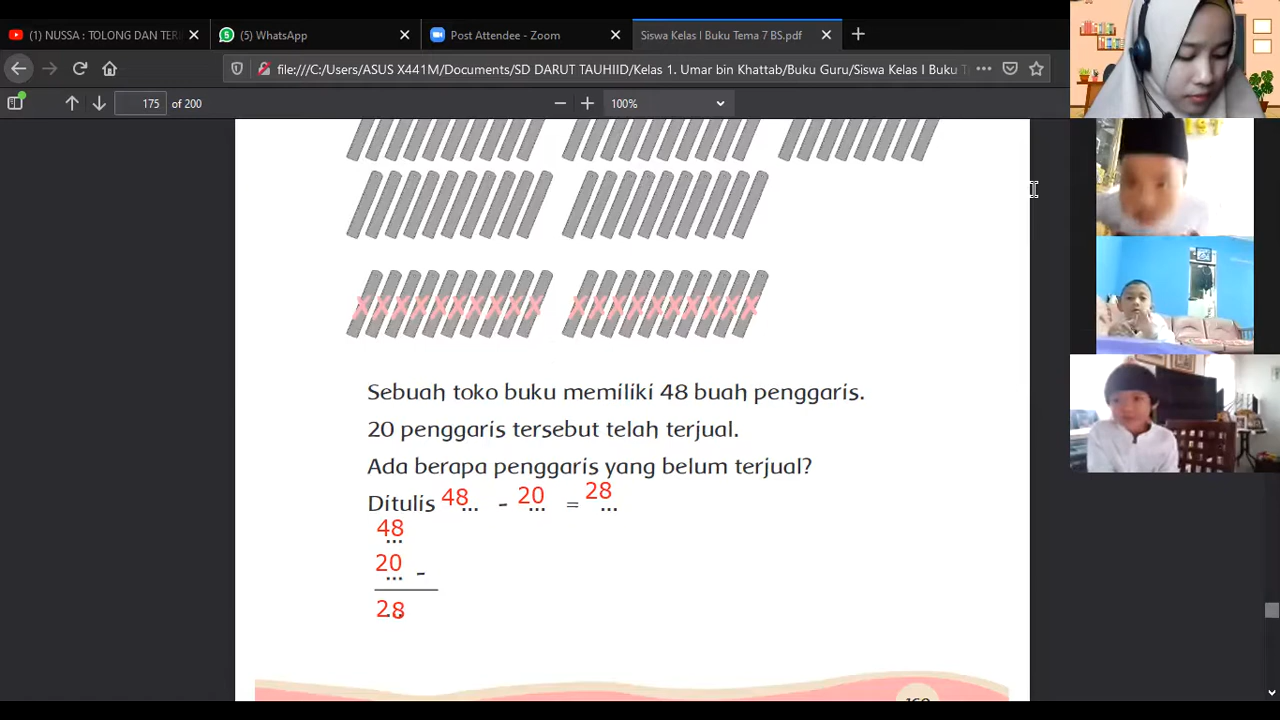 (1) NUSSA : TOLONG DAN TER
(5) WhatsApp
Post Attendee - Zoom
Siswa Kelas I Buku Tema 7 BS.pdf
file:///C:/Users/ASUS X441M/Documents/SD DARUT TAUHIID/Kelas 1. Umar bin Khattab/Buku Guru/Siswa Kelas I Buku
175 of 200
100%
Sebuah toko buku memiliki 48 buah penggaris.
20 penggaris tersebut telah terjual.
Ada berapa penggaris yang belum terjual?
Ditulis 48... - 20... = 28...
48...
20... -
28